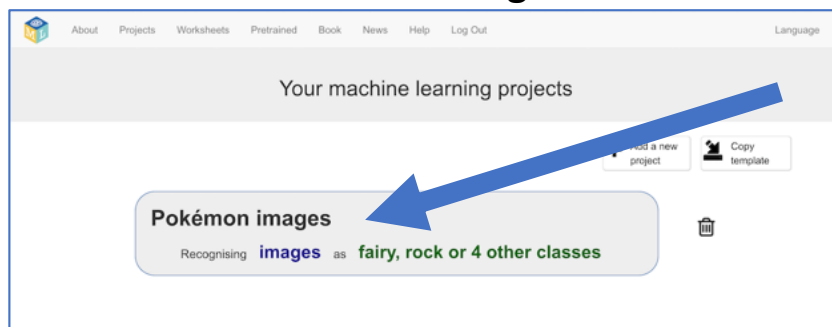 About Projects Worksheets Pretrained Book News Help Log Out Language
Your machine learning projects
Add a new
project
Copy
template
Pokémon images
Recognising images as fairy, rock or 4 other classes